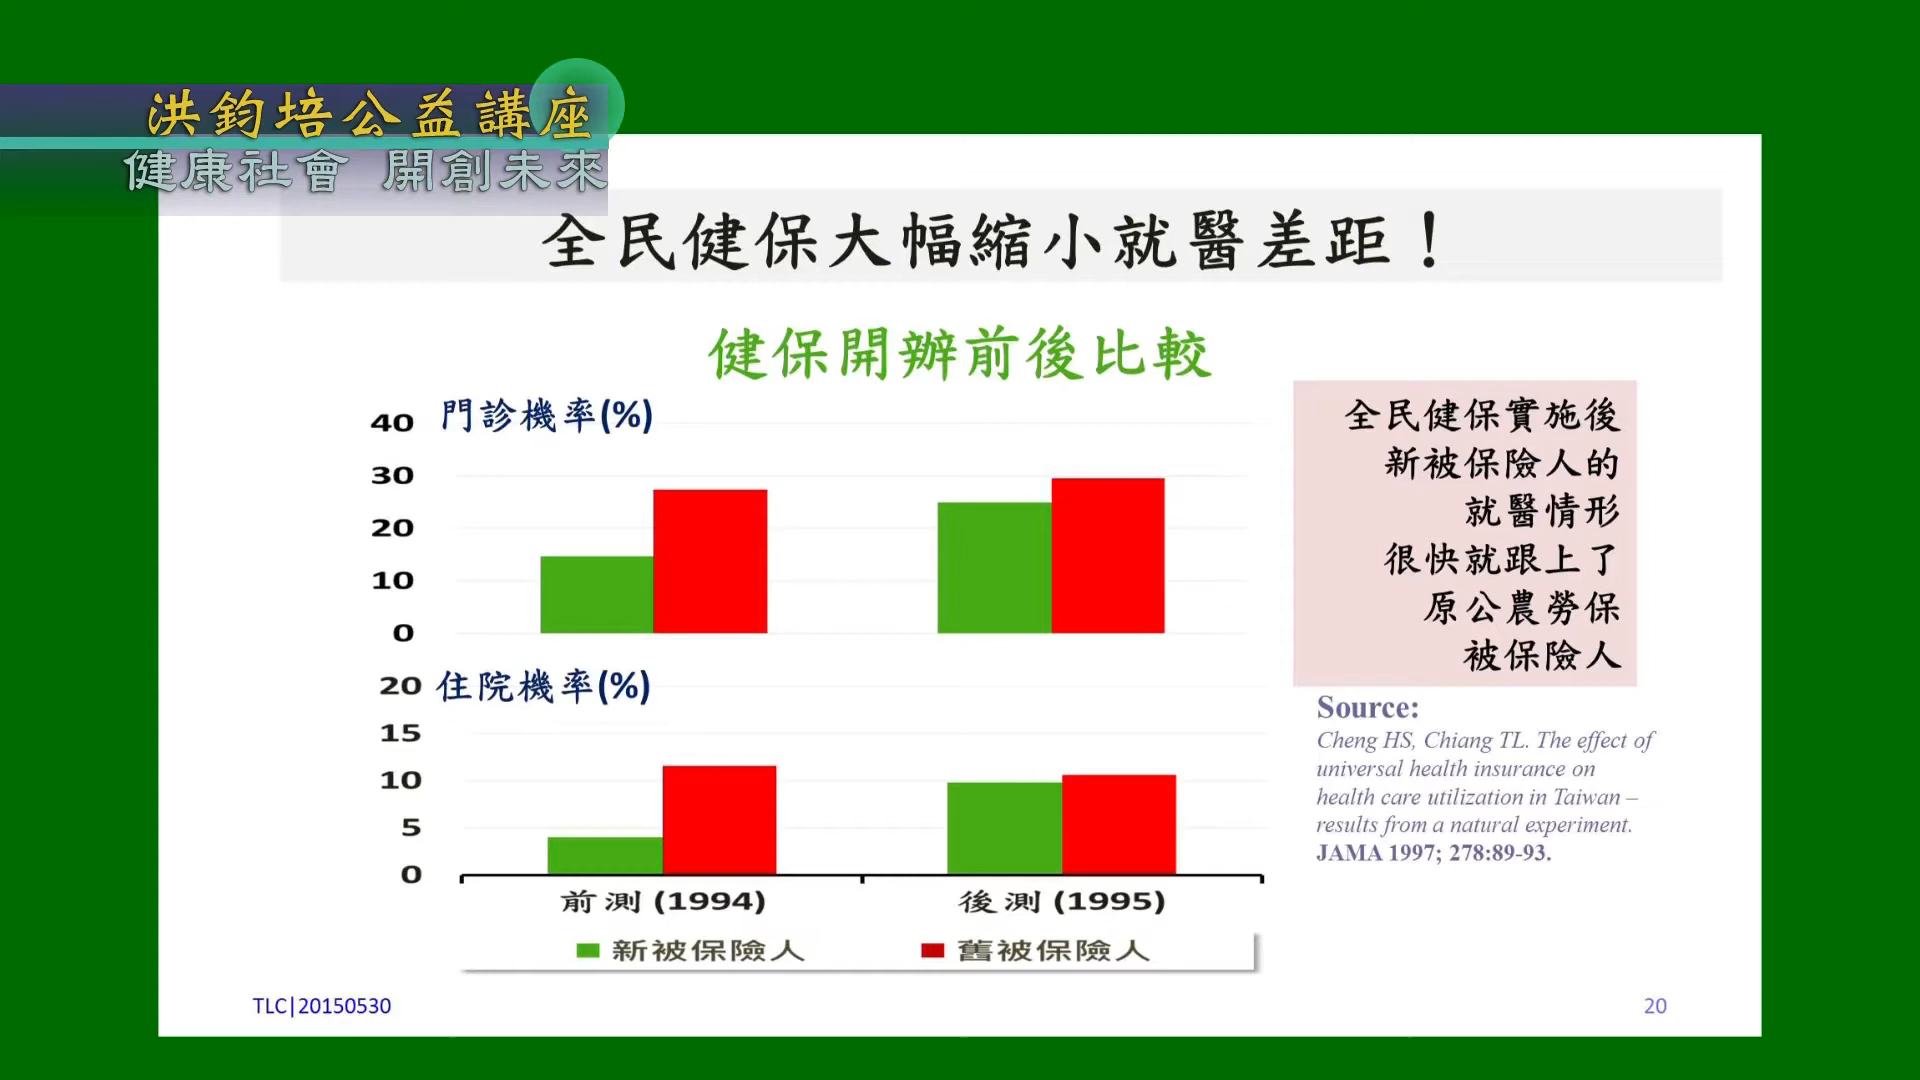 洪鈞培公益講座
健康社會 開創未來
全民健保大幅縮小就醫差距！
健保開辦前後比較
門診機率(%)
40
30
20
10
0
住院機率(%)
20
15
10
5
0
前測 (1994)
後測 (1995)
新被保險人
舊被保險人
全民健保實施後
新被保險人的
就醫情形
很快就跟上了
原公農勞保
被保險人
Source:
Cheng HS, Chiang TL. The effect of
universal health insurance on
health care utilization in Taiwan –
results from a natural experiment.
JAMA 1997; 278:89-93.
TLC|20150530
20